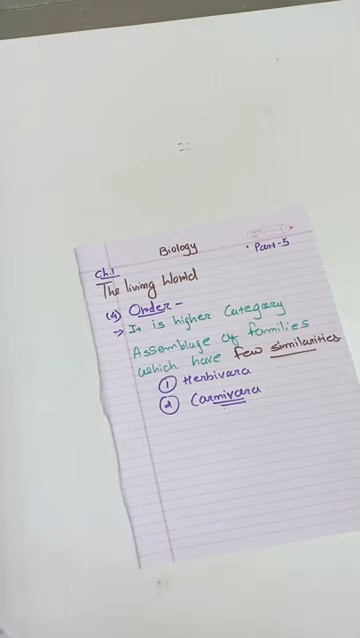 Biology
• Part-5
Ch.1
The living World
(4) Order -
→ It is higher Category
Assemblage of families
which have few similarities
① Herbivara
② Carnivara